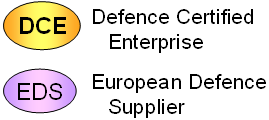 DCE Defence Certified
Enterprise
EDS European Defence
Supplier